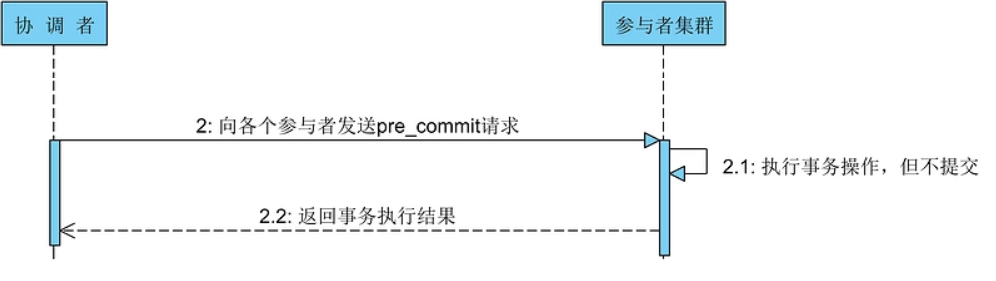 协 调 者
参与者集群
2: 向各个参与者发送pre_commit请求
2.1: 执行事务操作，但不提交
2.2: 返回事务执行结果